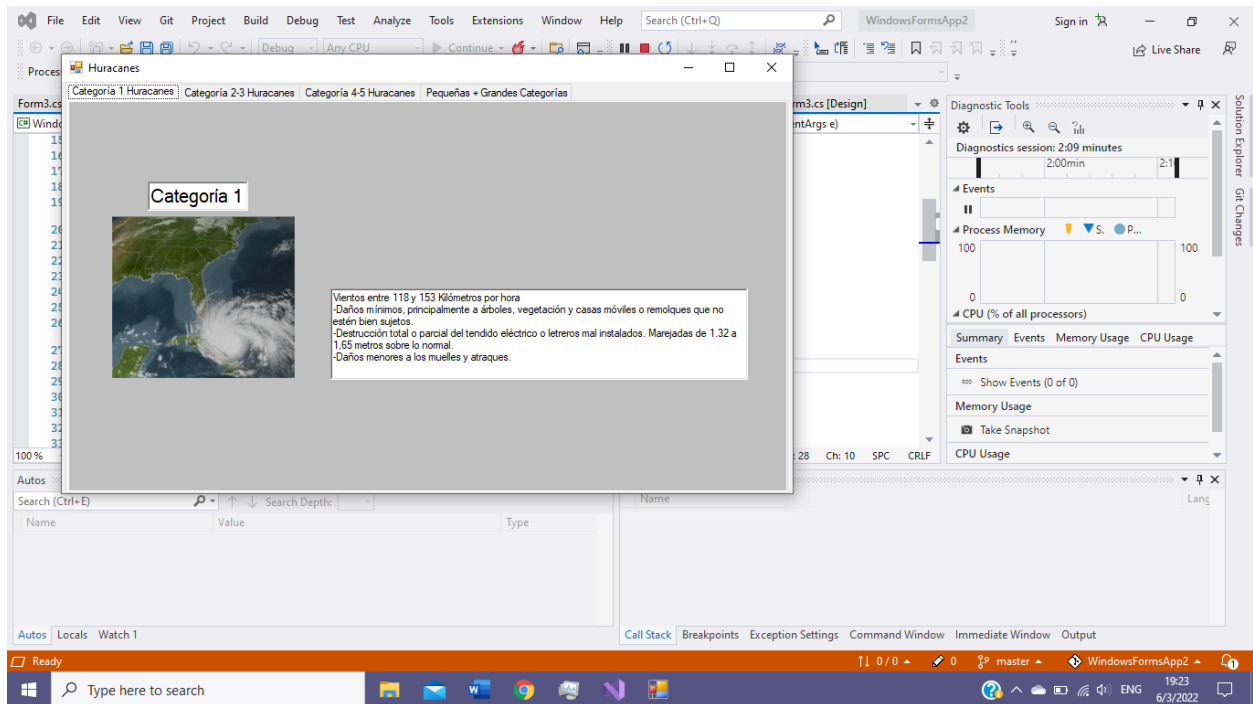 File Edit View Git Project Build Debug Test Analyze Tools Extensions Window Help Search (Ctrl+Q) WindowsFormsApp2 Sign in
Debug Any CPU Continue Live Share
Proces
Huracanes
Categoría 1 Huracanes Categoría 2-3 Huracanes Categoría 4-5 Huracanes Pequeñas + Grandes Categorías
Form3.cs
rm3.cs [Design]
Windo
entArgs e)
Categoría 1
Vientos entre 118 y 153 Kilómetros por hora
-Daños mínimos, principalmente a árboles, vegetación y casas móviles o remolques que no
estén bien sujetos.
-Destrucción total o parcial del tendido eléctrico o letreros mal instalados. Marejadas de 1.32 a
1,65 metros sobre lo normal.
-Daños menores a los muelles y atraques.
100 %
: 28 Ch: 10 SPC CRLF
Diagnostic Tools
Diagnostics session: 2:09 minutes
2:00min 2:1
Events
Process Memory S. P...
100 100
0 0
CPU (% of all processors)
Summary Events Memory Usage CPU Usage
Events
Show Events (0 of 0)
Memory Usage
Take Snapshot
CPU Usage
Solution Explorer
Git Changes
Autos
Search (Ctrl+E) Search Depth:
Name Value Type
Name Lang
Autos Locals Watch 1
Call Stack Breakpoints Exception Settings Command Window Immediate Window Output
Ready
0 / 0 0 master WindowsFormsApp2 1
Type here to search
ENG
19:23
6/3/2022